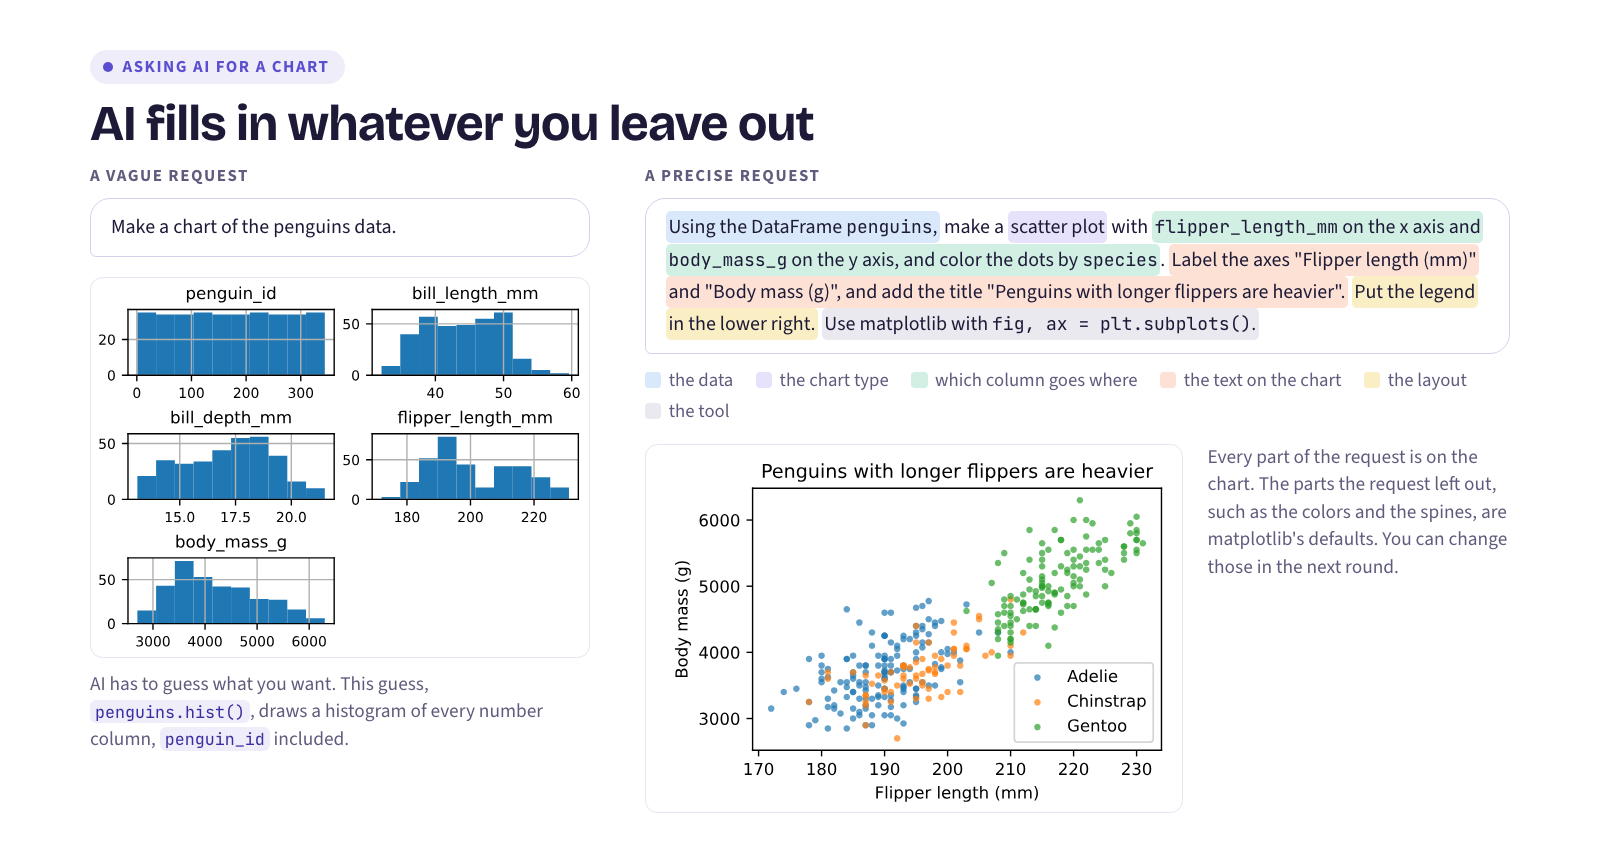 ASKING AI FOR A CHART
AI fills in whatever you leave out
A VAGUE REQUEST
Make a chart of the penguins data.
penguin_id
20
0
0 100 200 300
bill_length_mm
50
0
40 50 60
bill_depth_mm
50
0
15.0 17.5 20.0
flipper_length_mm
50
0
180 200 220
body_mass_g
50
0
3000 4000 5000 6000
AI has to guess what you want. This guess,
penguins.hist(), draws a histogram of every number
column, penguin_id included.
A PRECISE REQUEST
Using the DataFrame penguins, make a scatter plot with flipper_length_mm on the x axis and
body_mass_g on the y axis, and color the dots by species. Label the axes "Flipper length (mm)"
and "Body mass (g)", and add the title "Penguins with longer flippers are heavier". Put the legend
in the lower right. Use matplotlib with fig, ax = plt.subplots().
the data the chart type which column goes where the text on the chart the layout
the tool
Penguins with longer flippers are heavier
Body mass (g)
6000
5000
4000
3000
Adelie
Chinstrap
Gentoo
170 180 190 200 210 220 230
Flipper length (mm)
Every part of the request is on the
chart. The parts the request left out,
such as the colors and the spines, are
matplotlib's defaults. You can change
those in the next round.